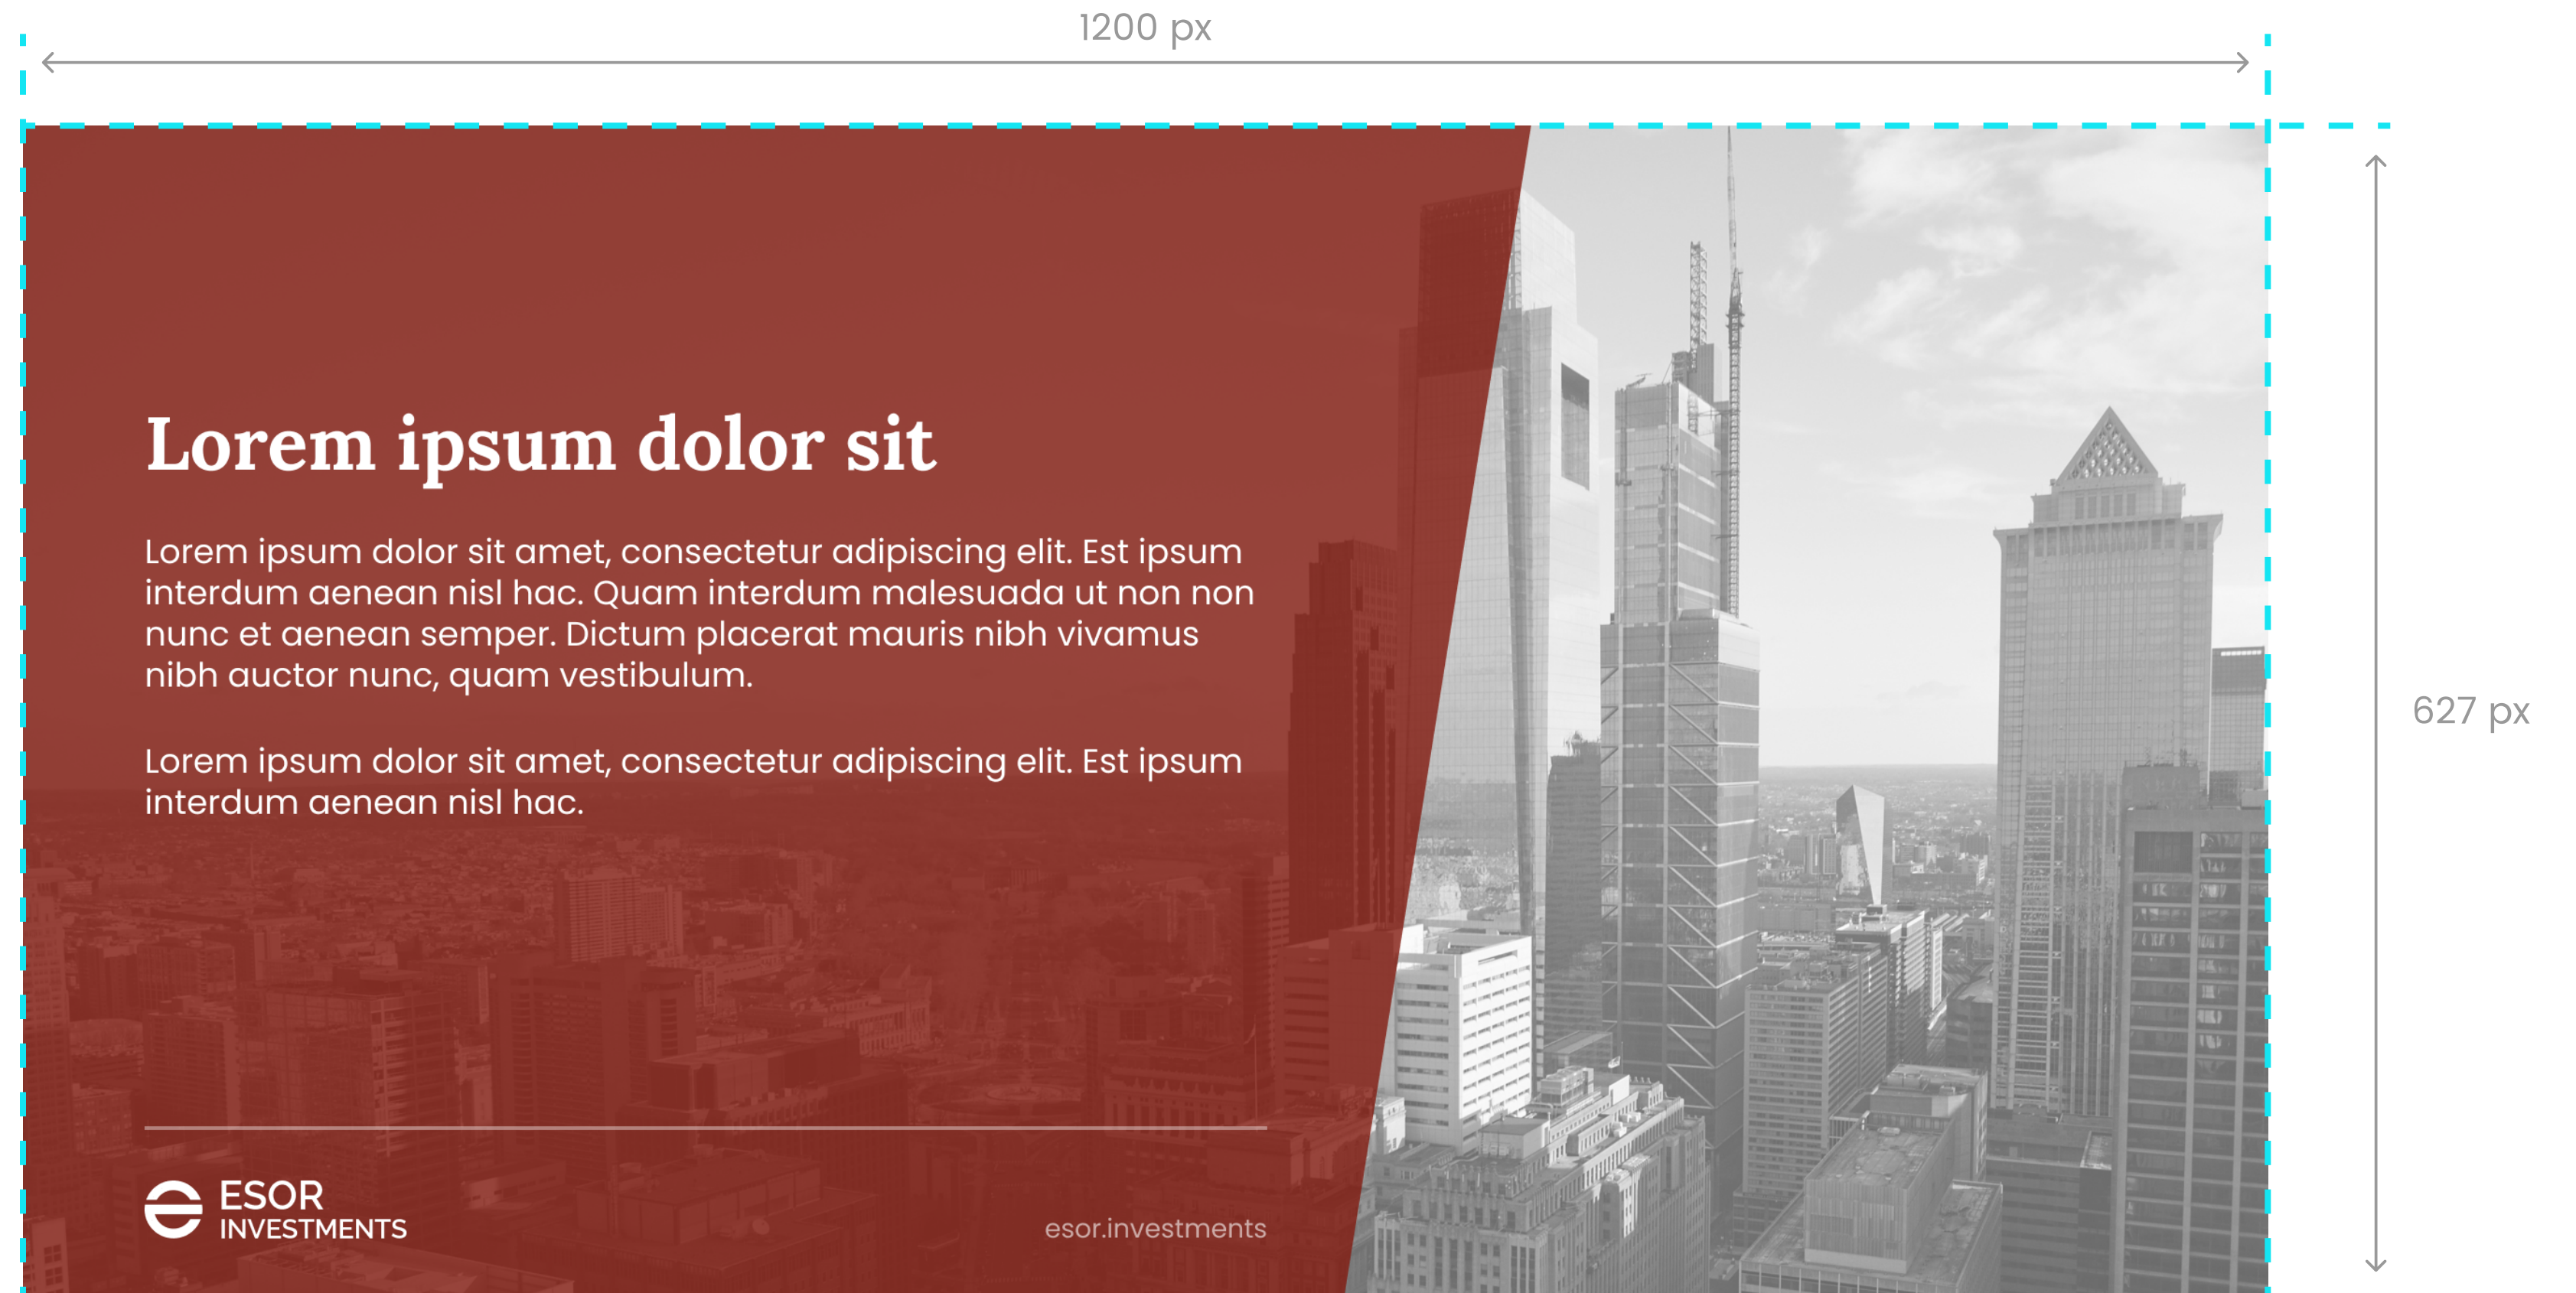 1200 px
Lorem ipsum dolor sit
Lorem ipsum dolor sit amet, consectetur adipiscing elit. Est ipsum
interdum aenean nisl hac. Quam interdum malesuada ut non non
nunc et aenean semper. Dictum placerat mauris nibh vivamus
nibh auctor nunc, quam vestibulum.
Lorem ipsum dolor sit amet, consectetur adipiscing elit. Est ipsum
interdum aenean nisl hac.
627 px
ESOR
INVESTMENTS
esor.investments